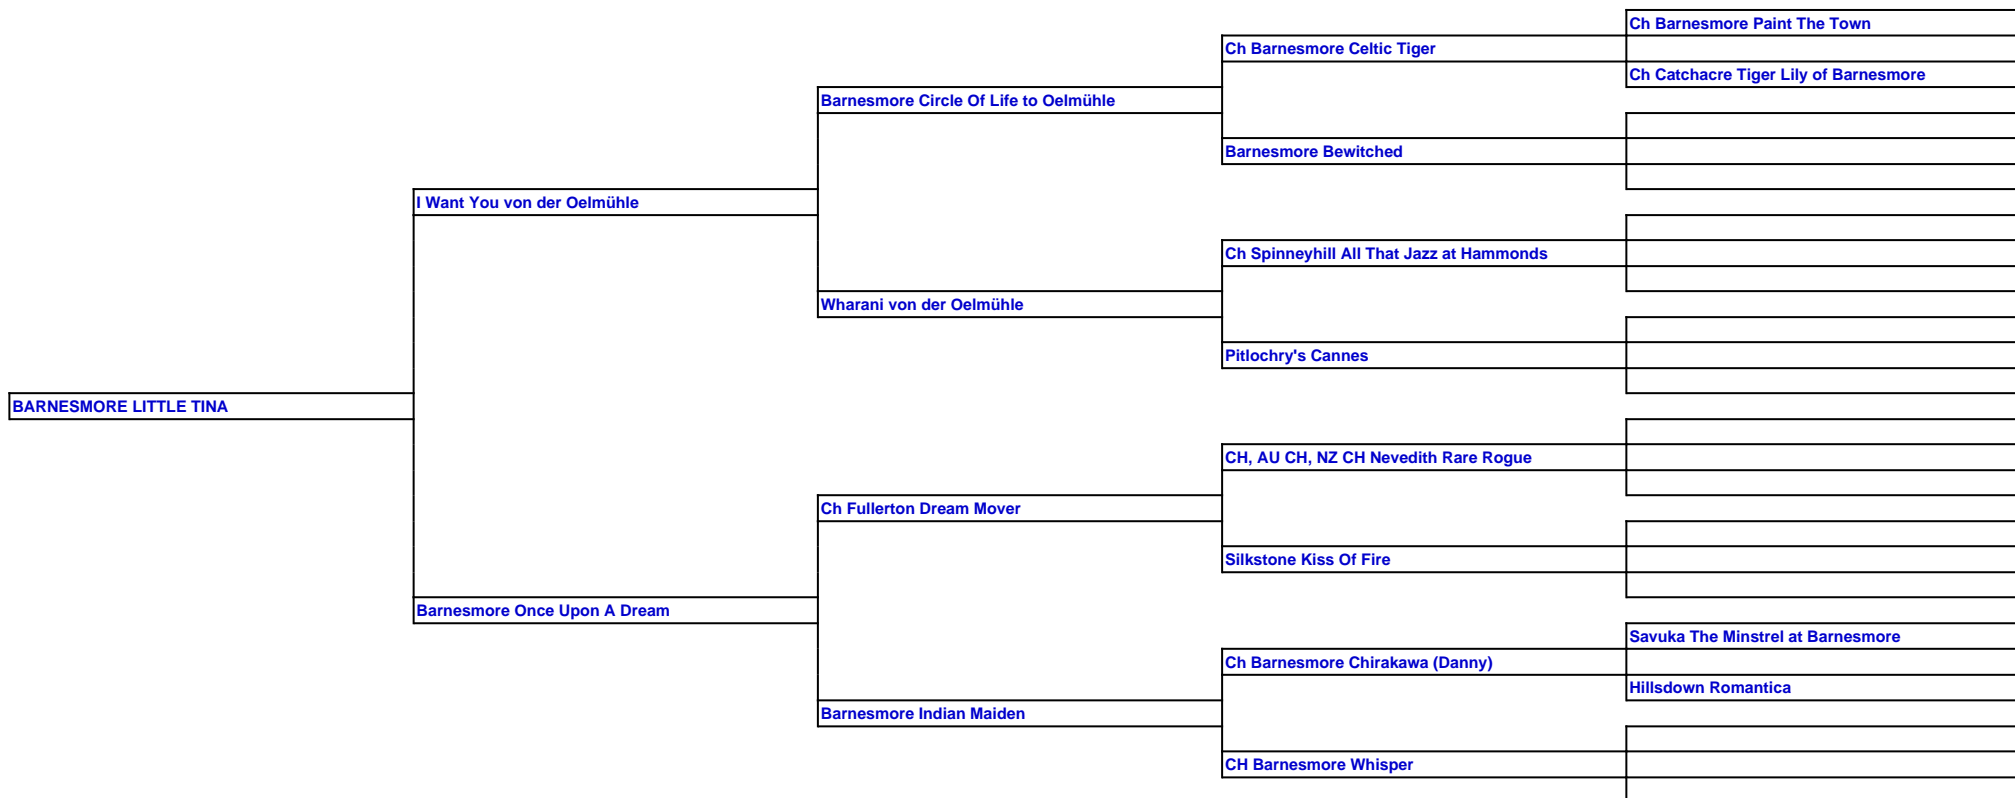 Ch Barnesmore Paint The Town
Ch Barnesmore Celtic Tiger
Ch Catchacre Tiger Lily of Barnesmore
Barnesmore Circle Of Life to Oelmühle
Barnesmore Bewitched
I Want You von der Oelmühle
Ch Spinneyhill All That Jazz at Hammonds
Wharani von der Oelmühle
Pitlochry's Cannes
BARNESMORE LITTLE TINA
CH, AU CH, NZ CH Nevedith Rare Rogue
Ch Fullerton Dream Mover
Silkstone Kiss Of Fire
Barnesmore Once Upon A Dream
Savuka The Minstrel at Barnesmore
Ch Barnesmore Chirakawa (Danny)
Hillsdown Romantica
Barnesmore Indian Maiden
CH Barnesmore Whisper